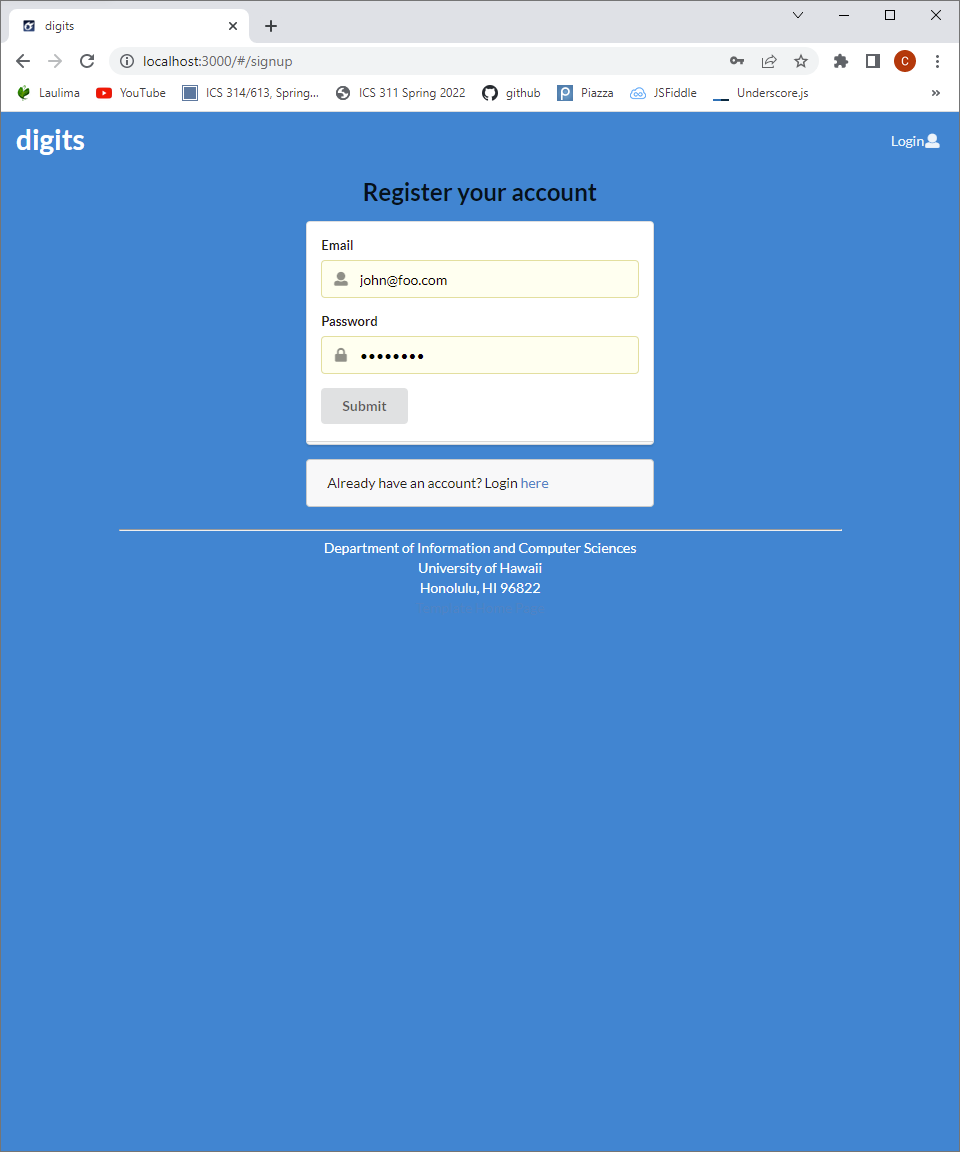 digits
localhost:3000/#/signup
C
Laulima
YouTube
ICS 314/613, Spring...
ICS 311 Spring 2022
github
Piazza
JSFiddle
Underscore.js
»
digits
Login
Register your account
Email
john@foo.com
Password
••••••••
Submit
Already have an account? Login here
Department of Information and Computer Sciences
University of Hawaii
Honolulu, HI 96822